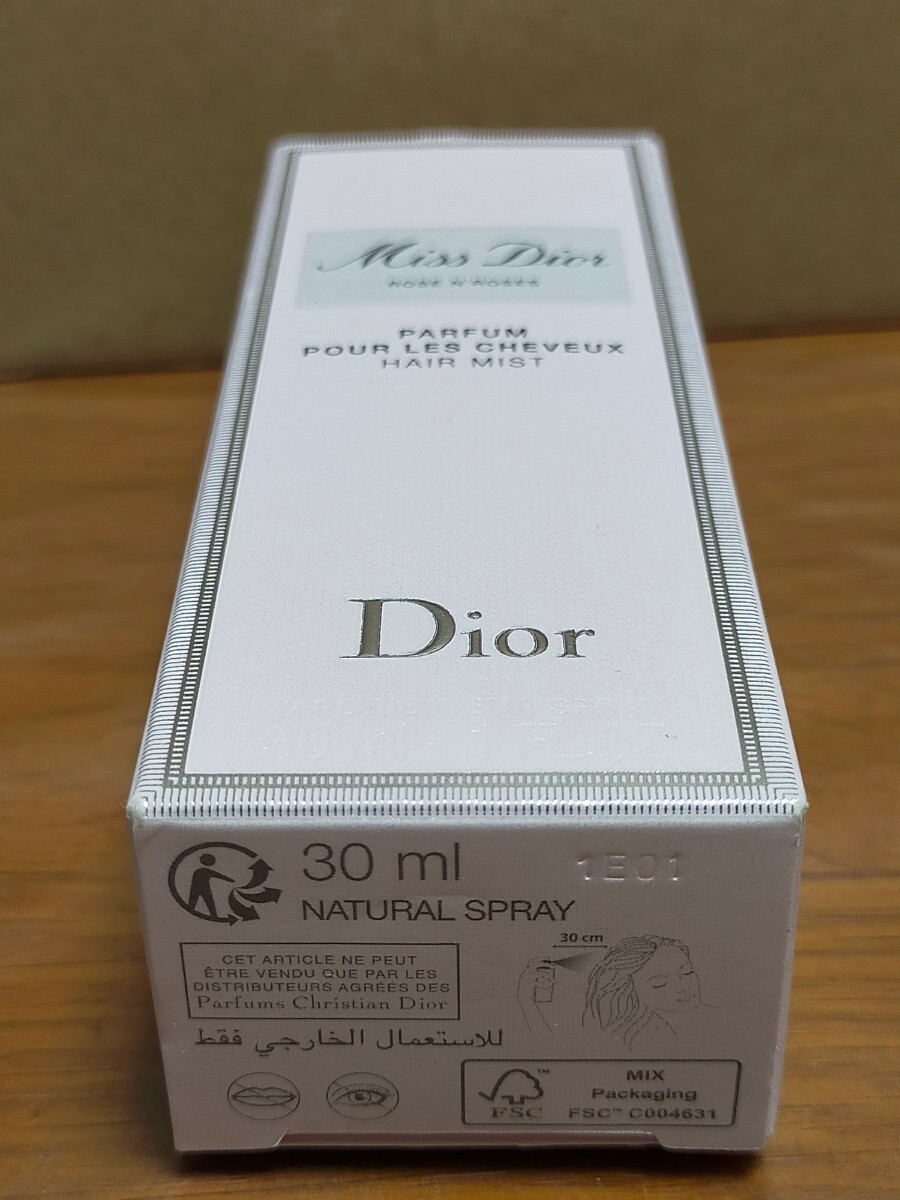 Miss Dior
ROSE N'ROSES
PARFUM
POUR LES CHEVEUX
HAIR MIST
Dior
30 ml
1E01
NATURAL SPRAY
30 cm
CET ARTICLE NE PEUT
ÊTRE VENDU QUE PAR LES
DISTRIBUTEURS AGRÉÉS DES
Parfums Christian Dior
للاستعمال الخارجي فقط
FSC™
MIX
Packaging
FSC™ C004631